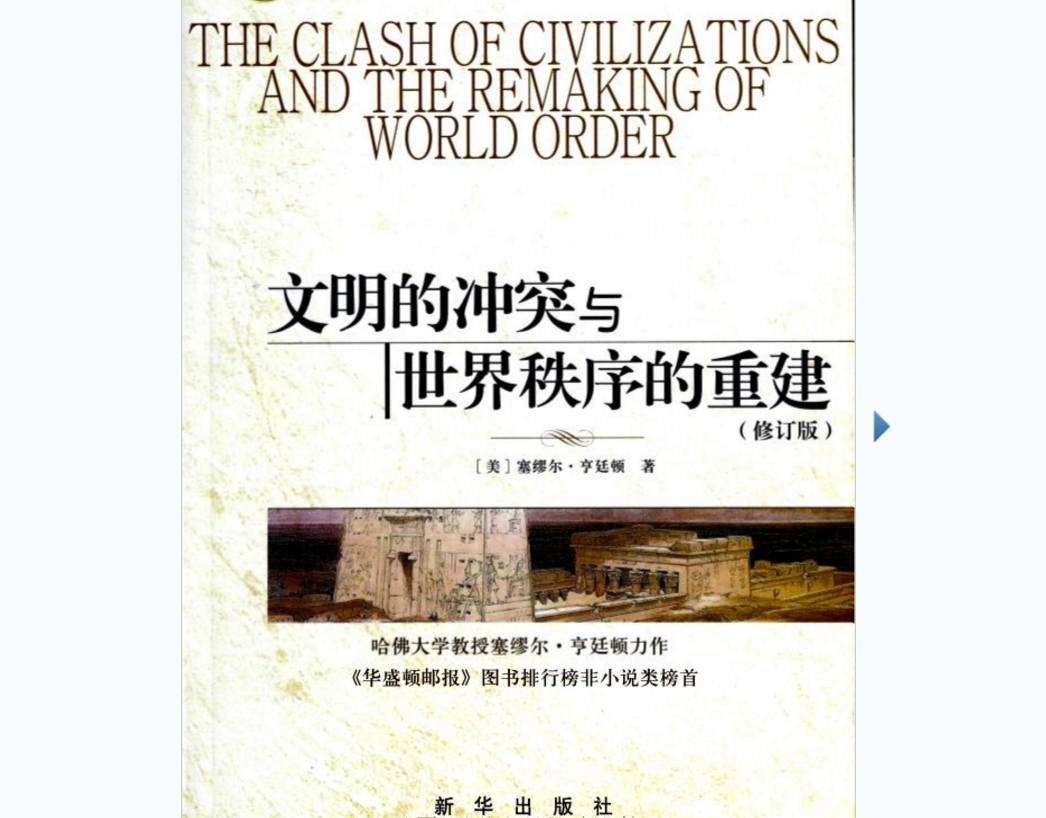 THE CLASH OF CIVILIZATIONS
AND THE REMAKING OF
WORLD ORDER
文明的冲突与
世界秩序的重建
（修订版）
［美］塞缪尔·亨廷顿 著
哈佛大学教授塞缪尔·亨廷顿力作
《华盛顿邮报》图书排行榜非小说类榜首
新华出版社